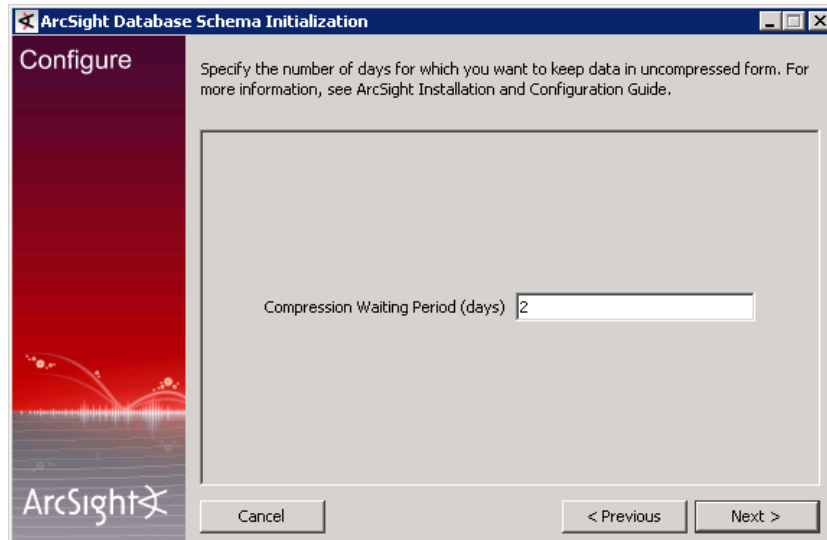 ArcSight Database Schema Initialization
Configure
Specify the number of days for which you want to keep data in uncompressed form. For
more information, see ArcSight Installation and Configuration Guide.
Compression Waiting Period (days) 2
ArcSight
Cancel < Previous Next >